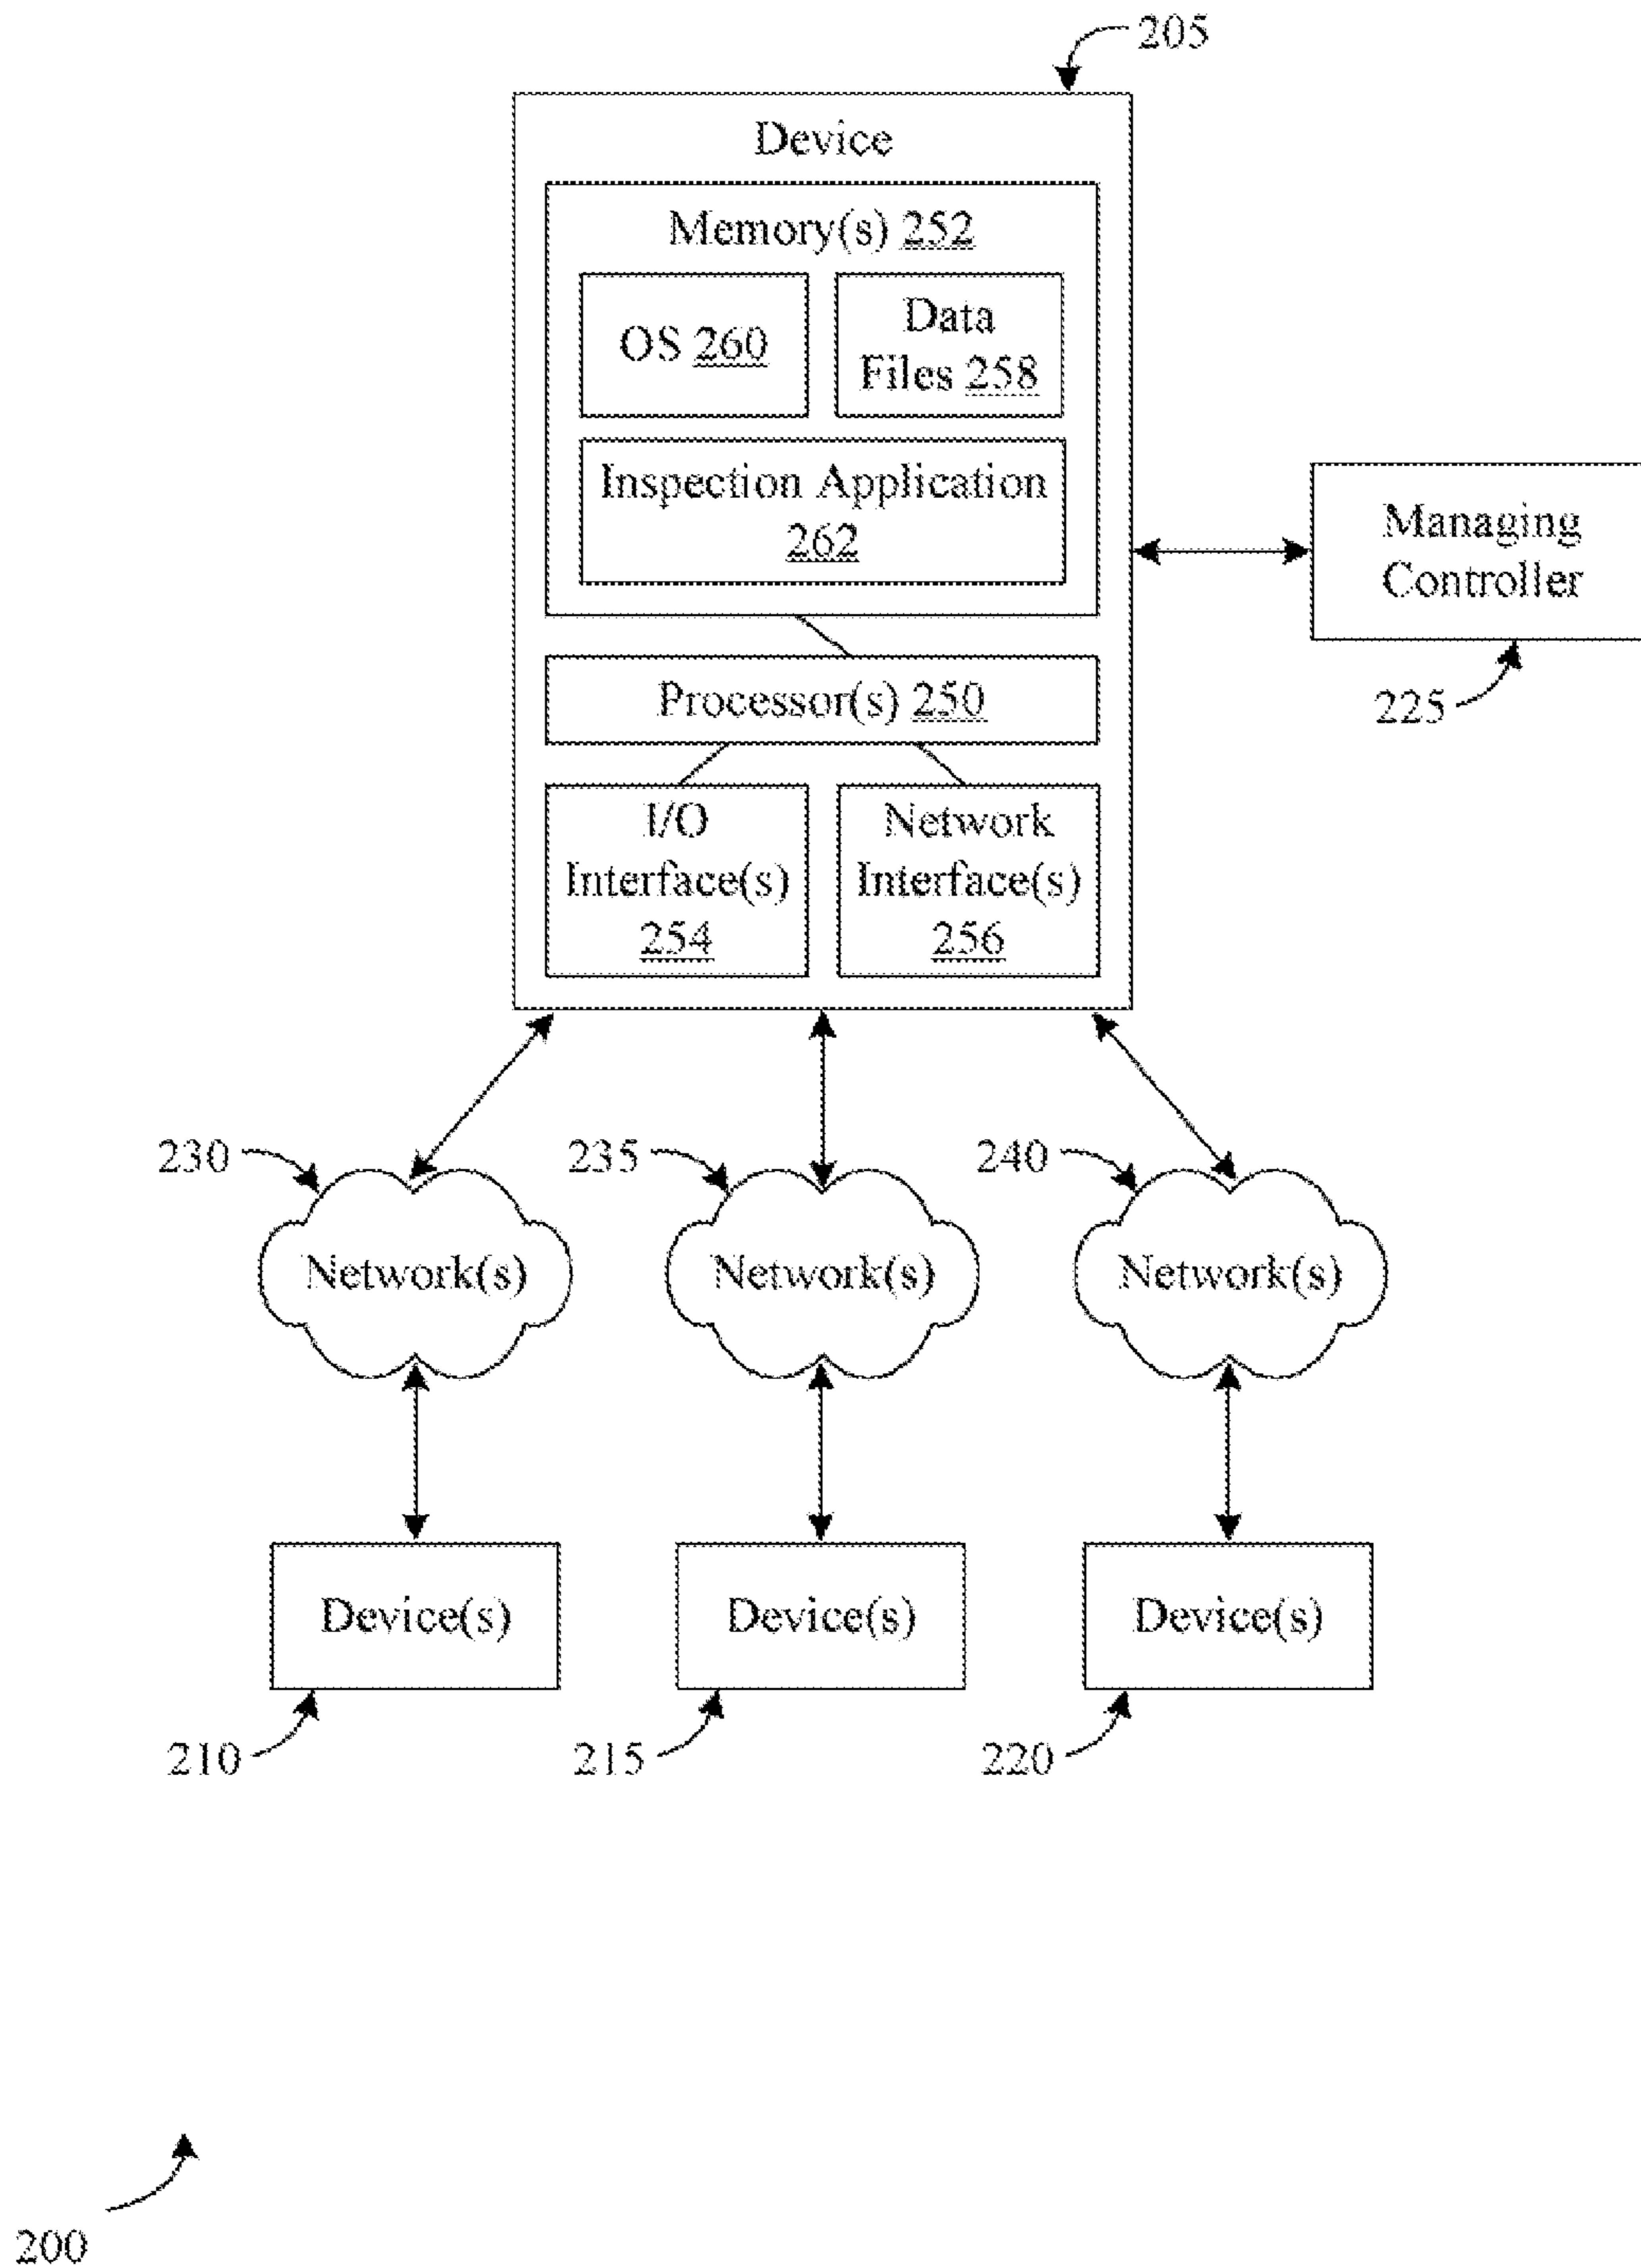 205
Device
Memory(s) 252
OS 260
Data
Files 258
Inspection Application
262
Managing
Controller
225
Processor(s) 250
I/O
Interface(s)
254
Network
Interface(s)
256
230
235
240
Network(s)
Network(s)
Network(s)
Device(s)
Device(s)
Device(s)
210
215
220
200